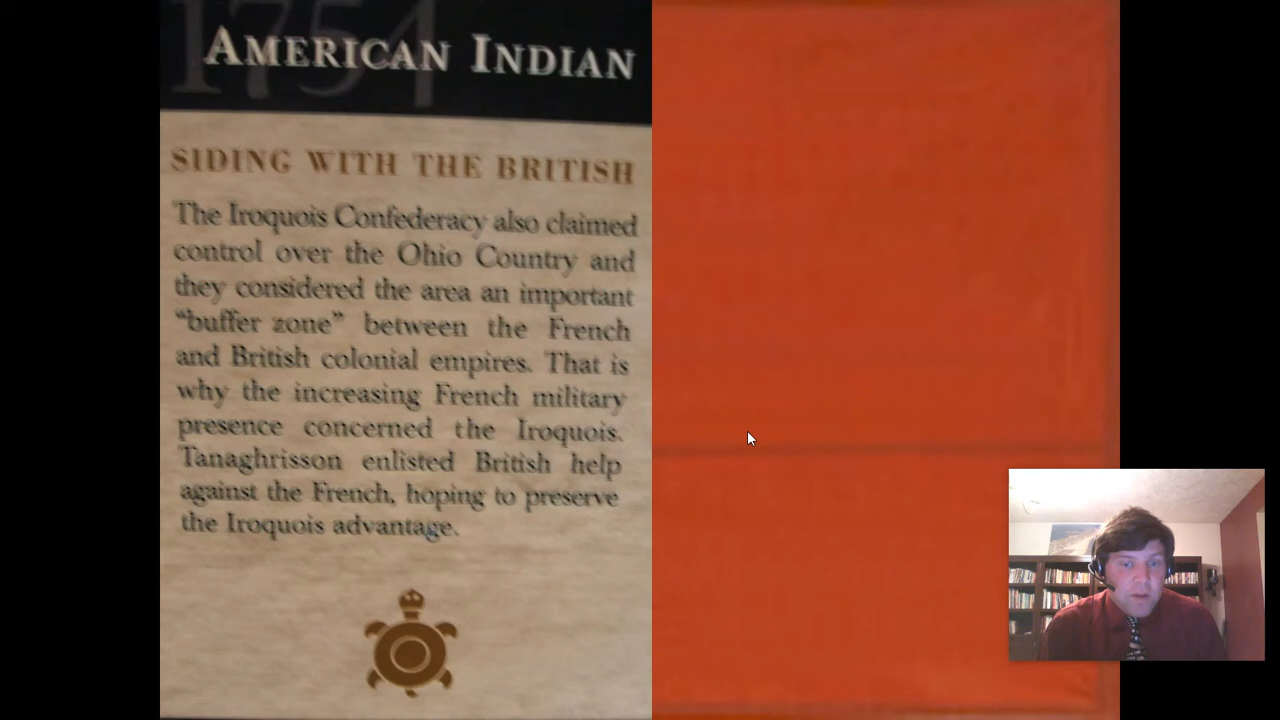 1754
AMERICAN INDIAN
SIDING WITH THE BRITISH
The Iroquois Confederacy also claimed
control over the Ohio Country and
they considered the area an important
“buffer zone” between the French
and British colonial empires. That is
why the increasing French military
presence concerned the Iroquois.
Tanaghrisson enlisted British help
against the French, hoping to preserve
the Iroquois advantage.